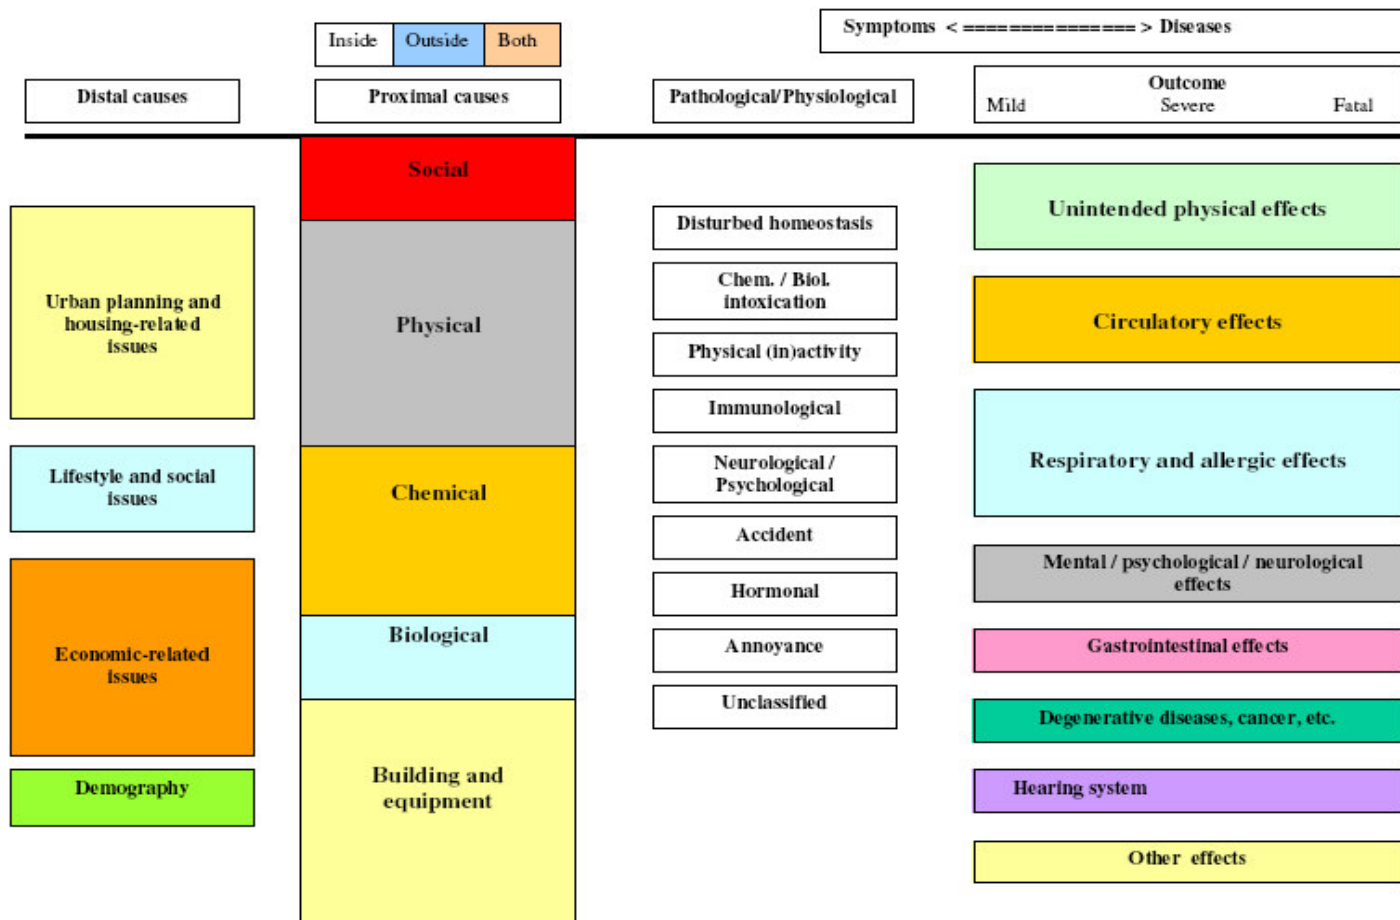 Symptoms < =============== > Diseases
Inside Outside Both
Distal causes
Proximal causes
Pathological/Physiological
Outcome
Mild Severe Fatal
Urban planning and
housing-related
issues
Lifestyle and social
issues
Economic-related
issues
Demography
Social
Physical
Chemical
Biological
Building and
equipment
Disturbed homeostasis
Chem. / Biol.
intoxication
Physical (in)activity
Immunological
Neurological /
Psychological
Accident
Hormonal
Annoyance
Unclassified
Unintended physical effects
Circulatory effects
Respiratory and allergic effects
Mental / psychological / neurological
effects
Gastrointestinal effects
Degenerative diseases, cancer, etc.
Hearing system
Other effects